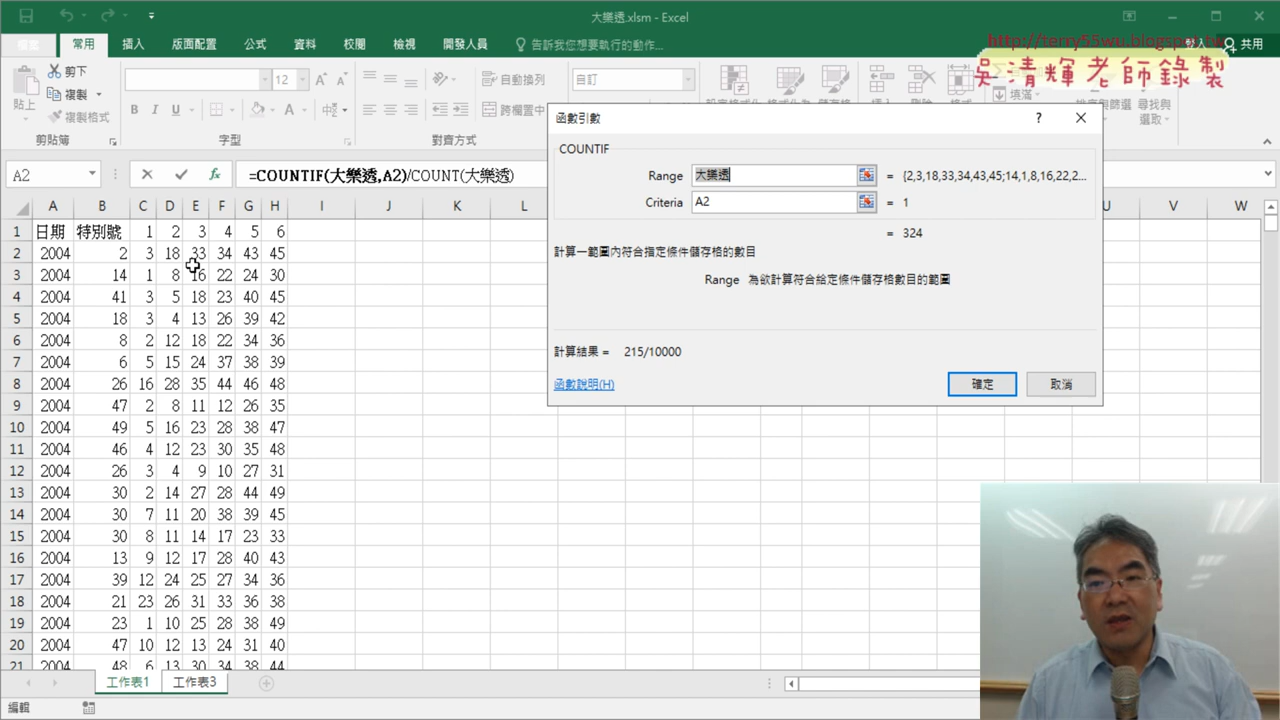 大樂透.xlsm - Excel
http://terry55wu.blogspot.tw
吳清輝老師錄製
常用 插入 版面配置 公式 資料 校閱 檢視 開發人員 告訴我您想要執行的動作... 共用
貼上 剪下 複製 複製格式
12 自動換列 跨欄置中 自訂 填滿
B I U A
剪貼簿 字型 對齊方式 尋找與選取
A2 fx =COUNTIF(大樂透,A2)/COUNT(大樂透)
函數引數 ?
COUNTIF
Range 大樂透 = {2,3,18,33,34,43,45;14,1,8,16,22,2...
Criteria A2 = 1
= 324
計算一範圍內符合指定條件儲存格的數目
Range 為欲計算符合給定條件儲存格數目的範圍
計算結果 = 215/10000
函數說明(H) 確定 取消
A B C D E F G H I J K L U V W
1 日期 特別號 1 2 3 4 5 6
2 2004 2 3 18 33 34 43 45
3 2004 14 1 8 16 22 24 30
4 2004 41 3 5 18 23 40 45
5 2004 18 3 4 13 26 39 42
6 2004 8 2 12 18 22 34 36
7 2004 6 5 15 24 37 38 39
8 2004 26 16 28 35 44 46 48
9 2004 47 2 8 11 12 26 35
10 2004 49 5 16 23 28 38 47
11 2004 46 4 12 23 30 35 48
12 2004 26 3 4 9 10 27 31
13 2004 30 2 14 27 28 44 49
14 2004 30 7 11 20 38 39 45
15 2004 30 8 11 14 17 23 33
16 2004 13 9 12 17 28 40 43
17 2004 39 12 24 25 27 34 36
18 2004 21 23 26 31 33 36 38
19 2004 23 1 10 25 28 38 49
20 2004 47 10 12 13 24 31 40
21 2004 48 6 13 30 34 38 44
工作表1 工作表3
編輯